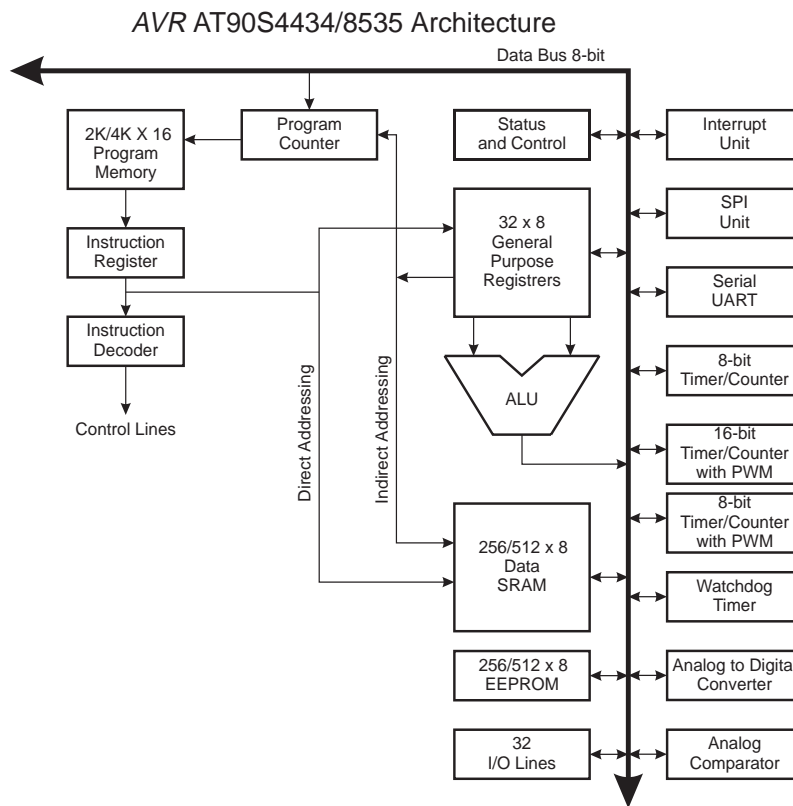 AVR AT90S4434/8535 Architecture
Data Bus 8-bit
2K/4K X 16
Program
Memory
Program
Counter
Status
and Control
Interrupt
Unit
32 x 8
General
Purpose
Registrers
SPI
Unit
Instruction
Register
Serial
UART
Instruction
Decoder
8-bit
Timer/Counter
ALU
Control Lines
Direct Addressing
Indirect Addressing
16-bit
Timer/Counter
with PWM
8-bit
Timer/Counter
with PWM
256/512 x 8
Data
SRAM
Watchdog
Timer
256/512 x 8
EEPROM
Analog to Digital
Converter
32
I/O Lines
Analog
Comparator